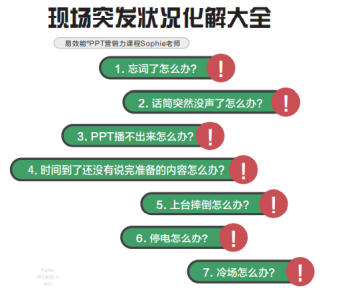 现场突发状况化解大全
易效能®PPT营销力课程Sophie老师
1. 忘词了怎么办?
!
2. 话筒突然没声了怎么办?
!
3. PPT播不出来怎么办?
!
4. 时间到了还没有说完准备的内容怎么办?
!
5. 上台摔倒怎么办?
!
6. 停电怎么办?
!
7. 冷场怎么办?
!